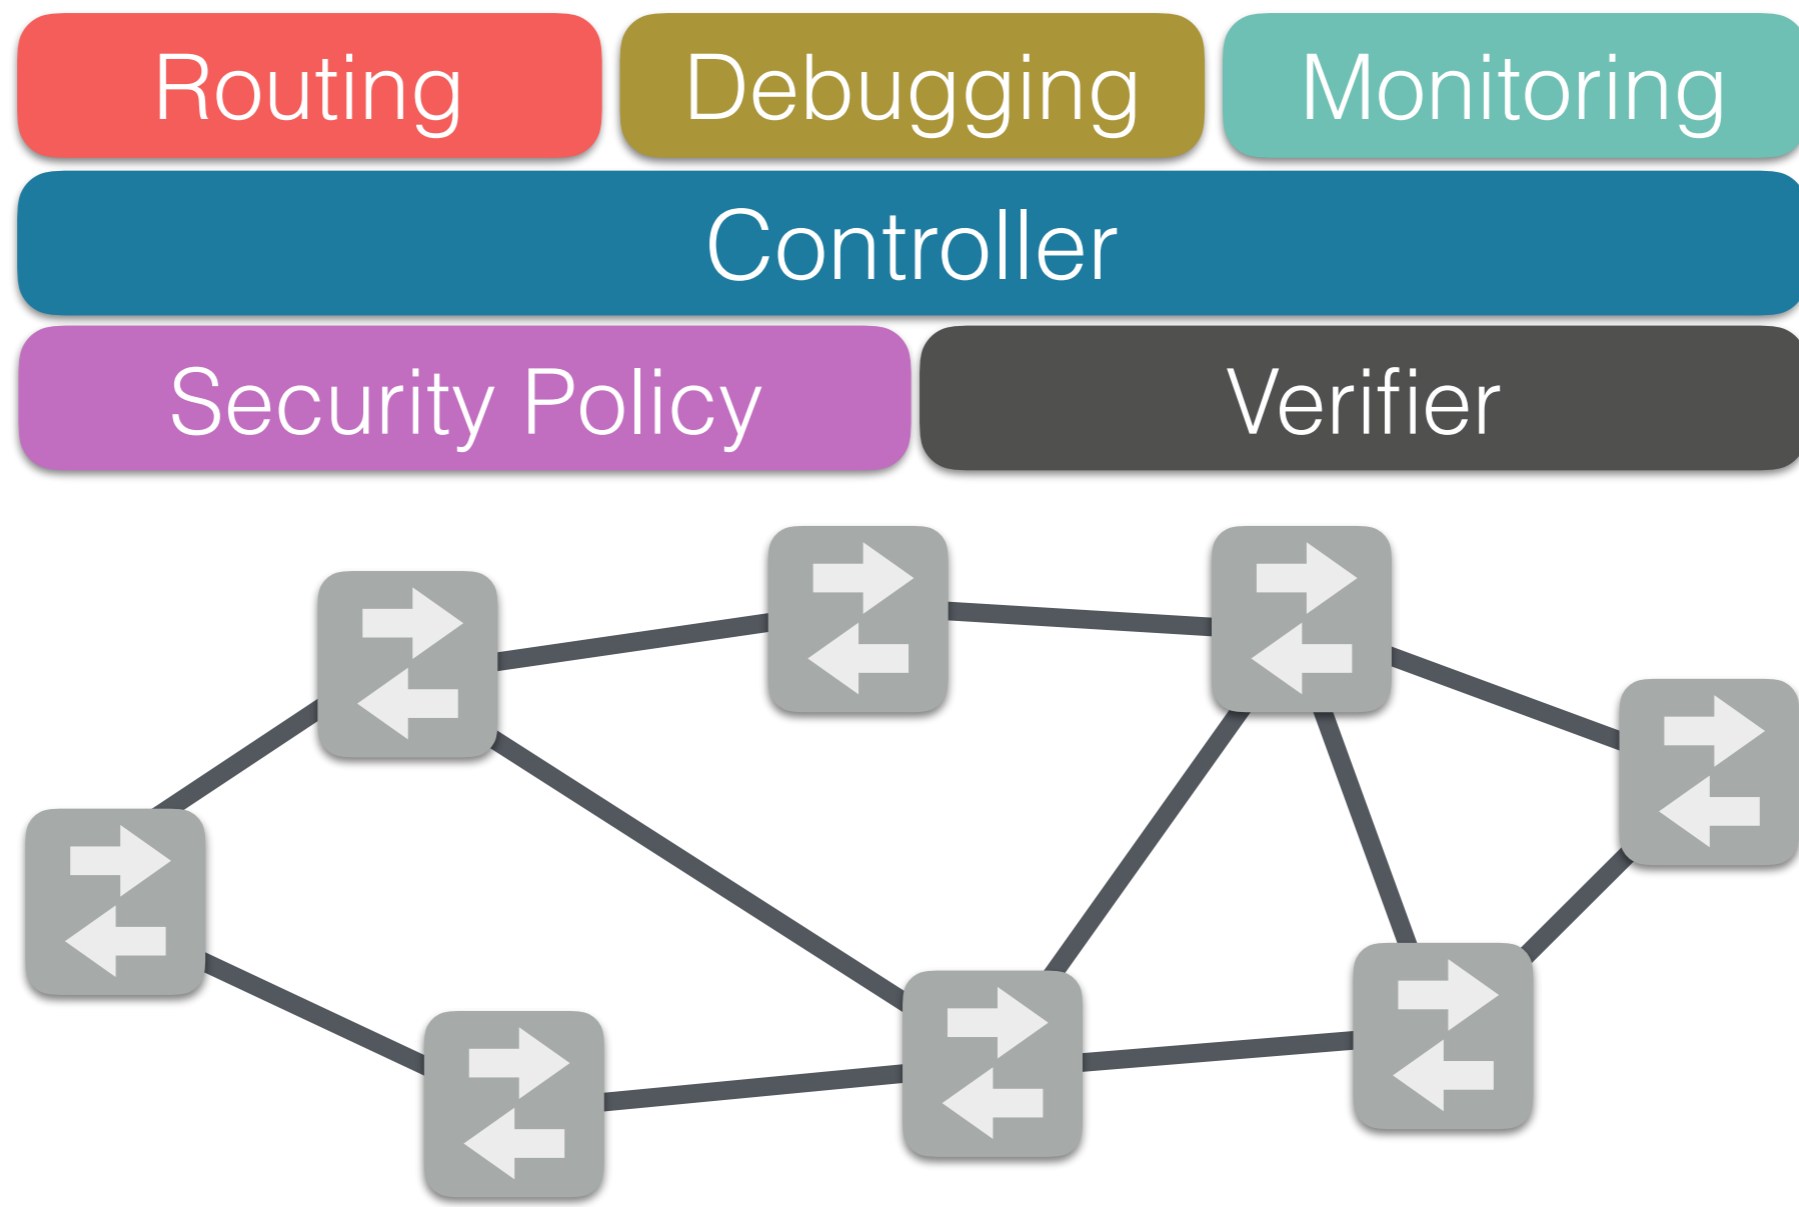 Routing
Debugging
Monitoring
Controller
Security Policy
Verifier